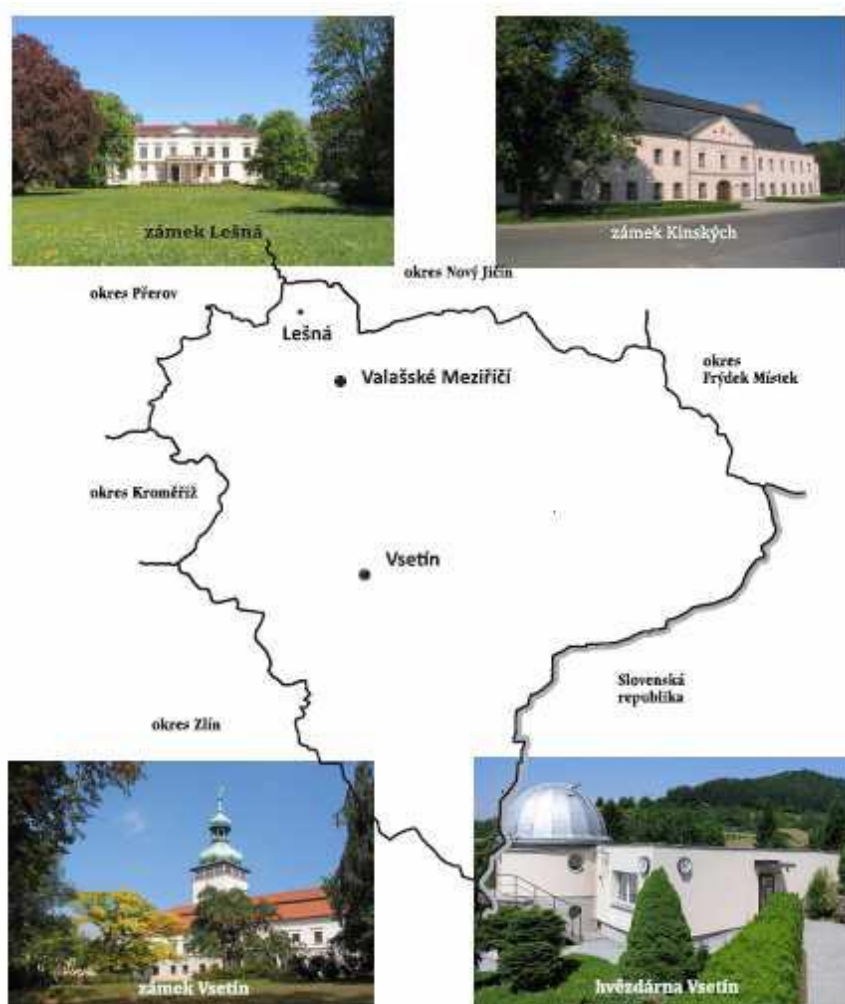 zámek Lešná
zámek Kinských
okres Nový Jičín
okres Přerov
Lešná
Valašské Meziříčí
okres
Frýdek Místek
okres Kroměříž
Vsetín
Slovenská
republika
okres Zlín
zámek Vsetín
hvězdárna Vsetín